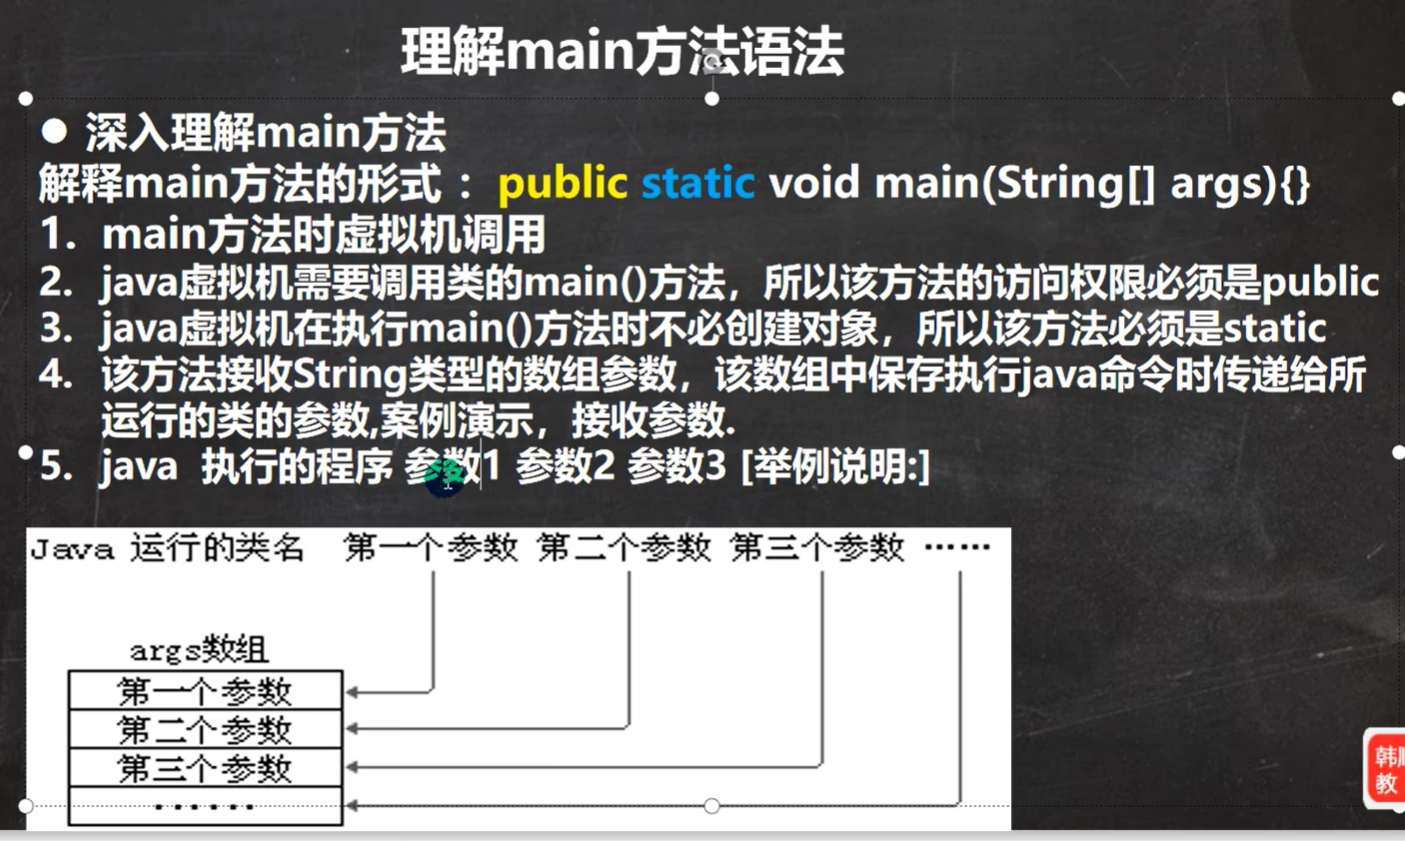 理解main方法语法
● 深入理解main方法
解释main方法的形式 ： public static void main(String[] args){}
1. main方法时虚拟机调用
2. java虚拟机需要调用类的main()方法，所以该方法的访问权限必须是public
3. java虚拟机在执行main()方法时不必创建对象，所以该方法必须是static
4. 该方法接收String类型的数组参数，该数组中保存执行java命令时传递给所
运行的类的参数,案例演示，接收参数.
5. java 执行的程序 参数1 参数2 参数3 [举例说明:]
Java 运行的类名 第一个参数 第二个参数 第三个参数 ······
args数组
第一个参数
第二个参数
第三个参数
······
韩
教